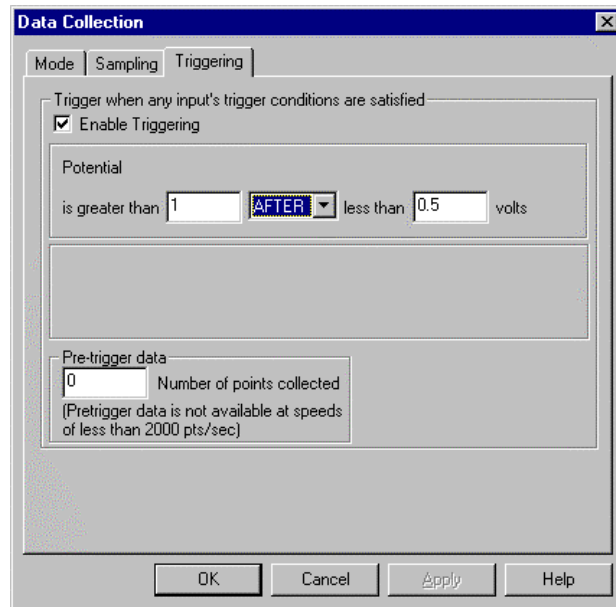 Data Collection
Mode Sampling Triggering
Trigger when any input's trigger conditions are satisfied
Enable Triggering
Potential
is greater than 1 AFTER less than 0.5 volts
Pre-trigger data
0 Number of points collected
(Pretrigger data is not available at speeds
of less than 2000 pts/sec)
OK Cancel Apply Help